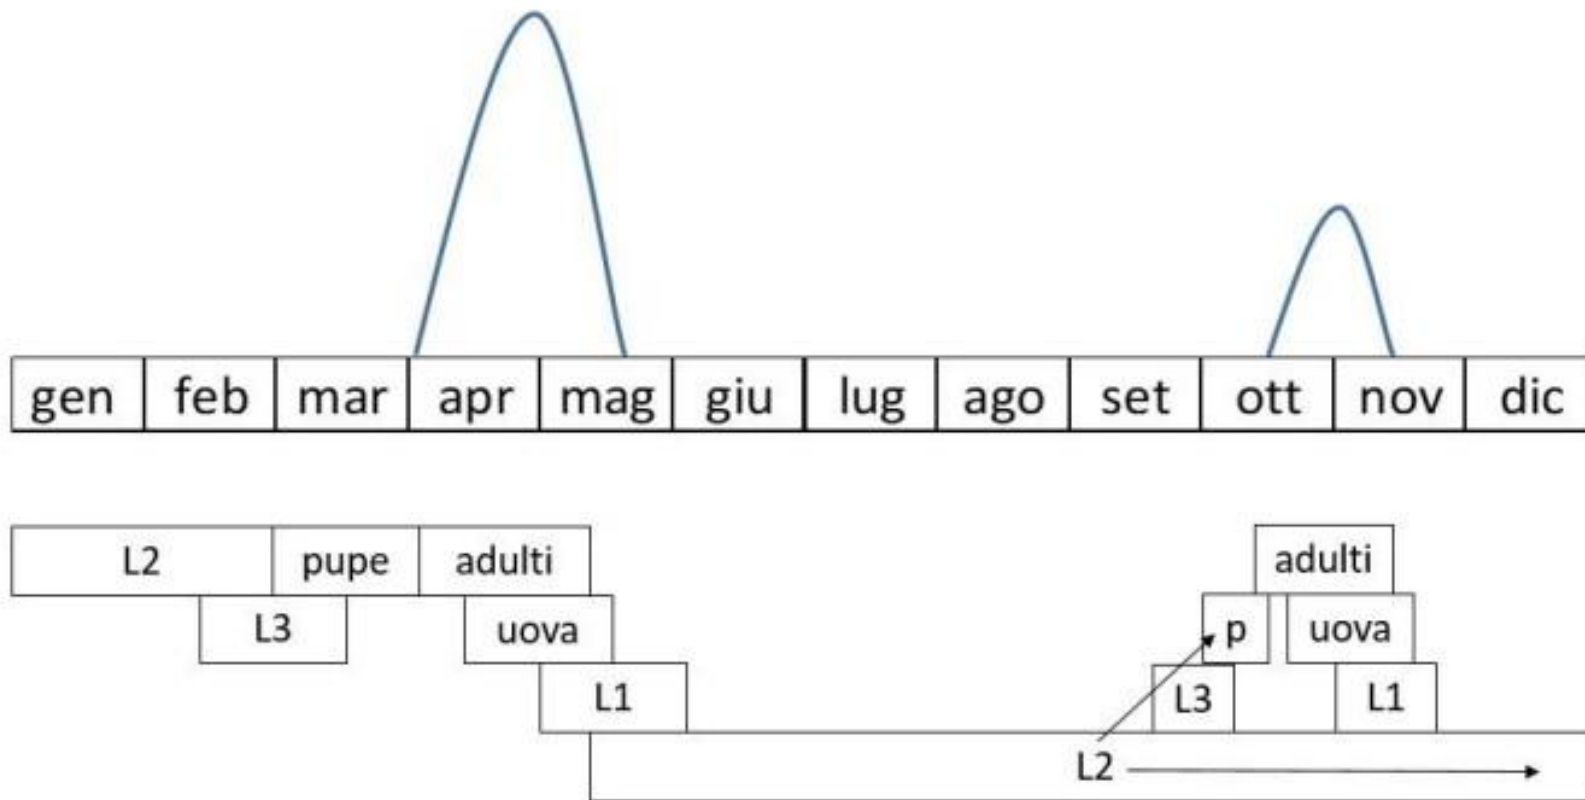 gen feb mar apr mag giu lug ago set ott nov dic
L2 pupe adulti adulti
L3 uova p uova
L1 L3 L1
L2